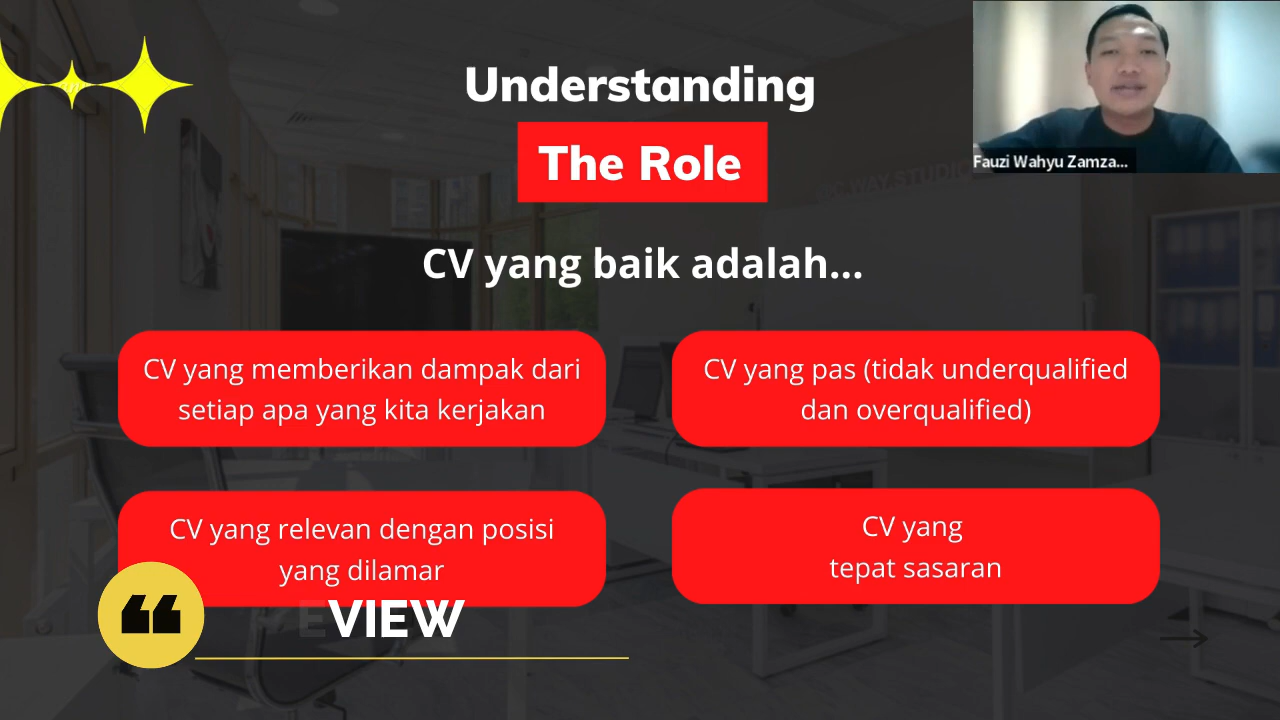 Understanding
The Role
Fauzi Wahyu Zamza...
CV yang baik adalah...
CV yang memberikan dampak dari
setiap apa yang kita kerjakan
CV yang pas (tidak underqualified
dan overqualified)
CV yang relevan dengan posisi
yang dilamar
CV yang
tepat sasaran
EVIEW